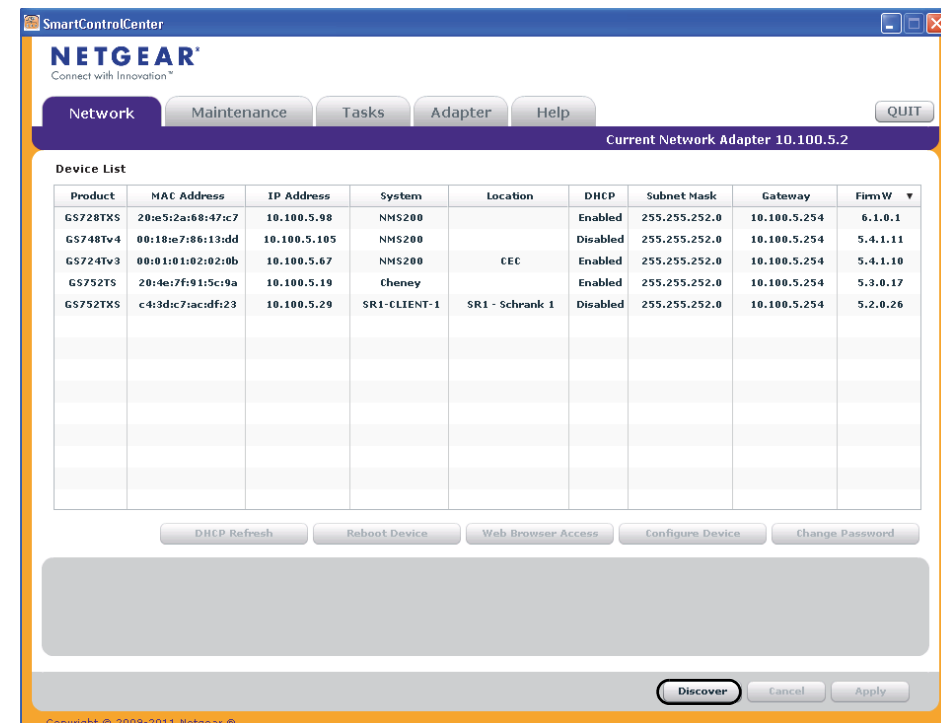 SmartControlCenter
NETGEAR®
Connect with Innovation™
Network Maintenance Tasks Adapter Help QUIT
Current Network Adapter 10.100.5.2
Device List
Product MAC Address IP Address System Location DHCP Subnet Mask Gateway FirmW ▼
GS728TXS 20:e5:2a:68:47:c7 10.100.5.98 NMS200 Enabled 255.255.252.0 10.100.5.254 6.1.0.1
GS748Tv4 00:18:e7:86:13:dd 10.100.5.105 NMS200 Disabled 255.255.252.0 10.100.5.254 5.4.1.11
GS724Tv3 00:01:01:02:02:0b 10.100.5.67 NMS200 CEC Enabled 255.255.252.0 10.100.5.254 5.4.1.10
GS752TS 20:4e:7f:91:5c:9a 10.100.5.19 Cheney Enabled 255.255.252.0 10.100.5.254 5.3.0.17
GS752TXS c4:3d:c7:ac:df:23 10.100.5.29 SR1-CLIENT-1 SR1 - Schrank 1 Disabled 255.255.252.0 10.100.5.254 5.2.0.26
DHCP Refresh Reboot Device Web Browser Access Configure Device Change Password
Discover Cancel Apply
Copyright © 2009-2011 Netgear ®